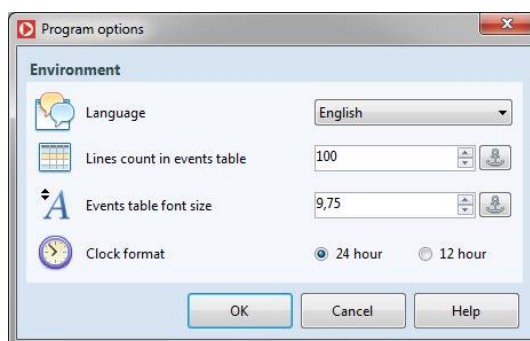 Program options
Environment
Language
English
Lines count in events table
100
Events table font size
9,75
Clock format
24 hour
12 hour
OK
Cancel
Help